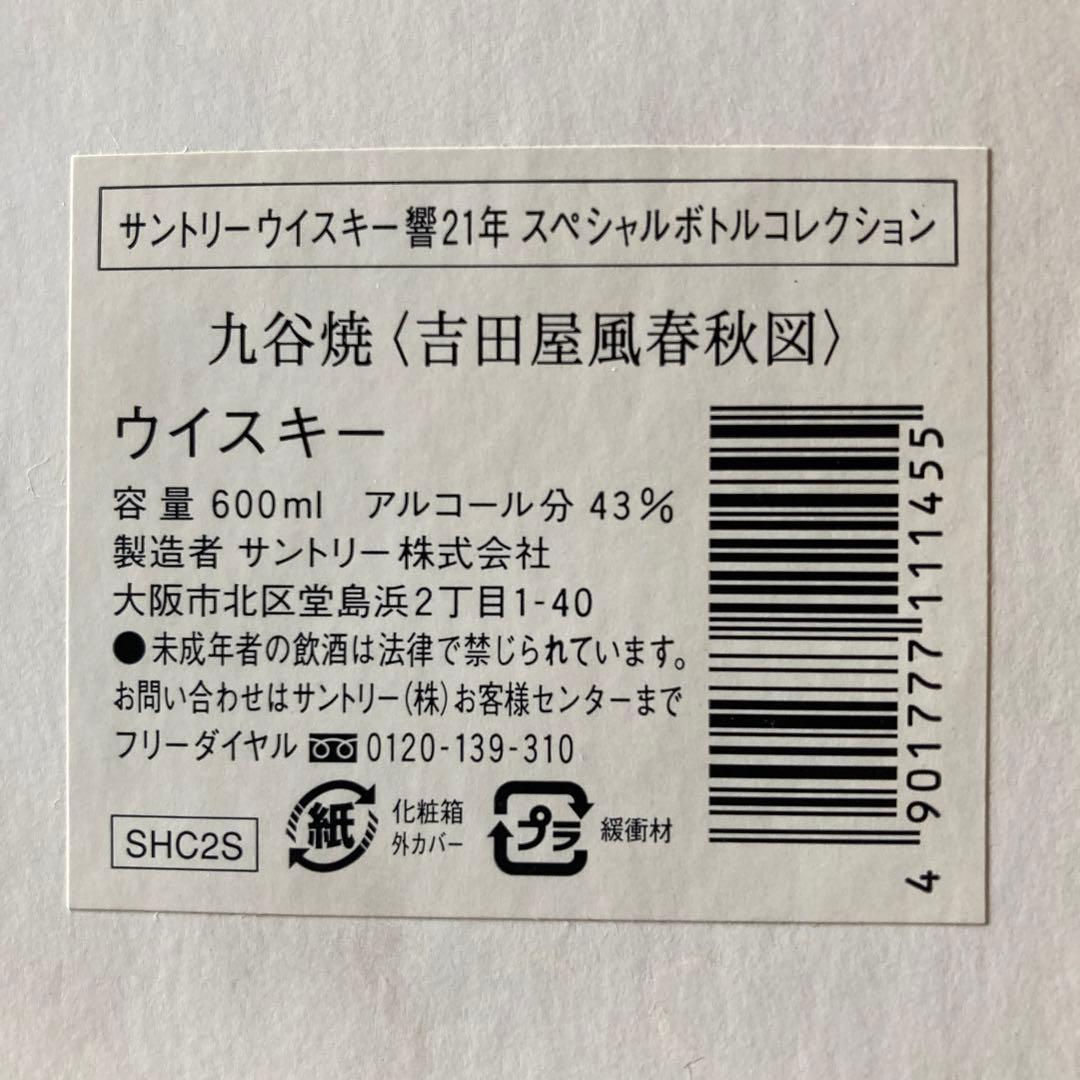 サントリーウイスキー響21年 スペシャルボトルコレクション
九谷焼〈吉田屋風春秋図〉
ウイスキー
容量 600ml アルコール分 43%
製造者 サントリー株式会社
大阪市北区堂島浜2丁目1-40
●未成年者の飲酒は法律で禁じられています。
お問い合わせはサントリー(株)お客様センターまで
フリーダイヤル 0120-139-310
SHC2S
紙
化粧箱
外カバー
プラ
緩衝材
4 901777 111455